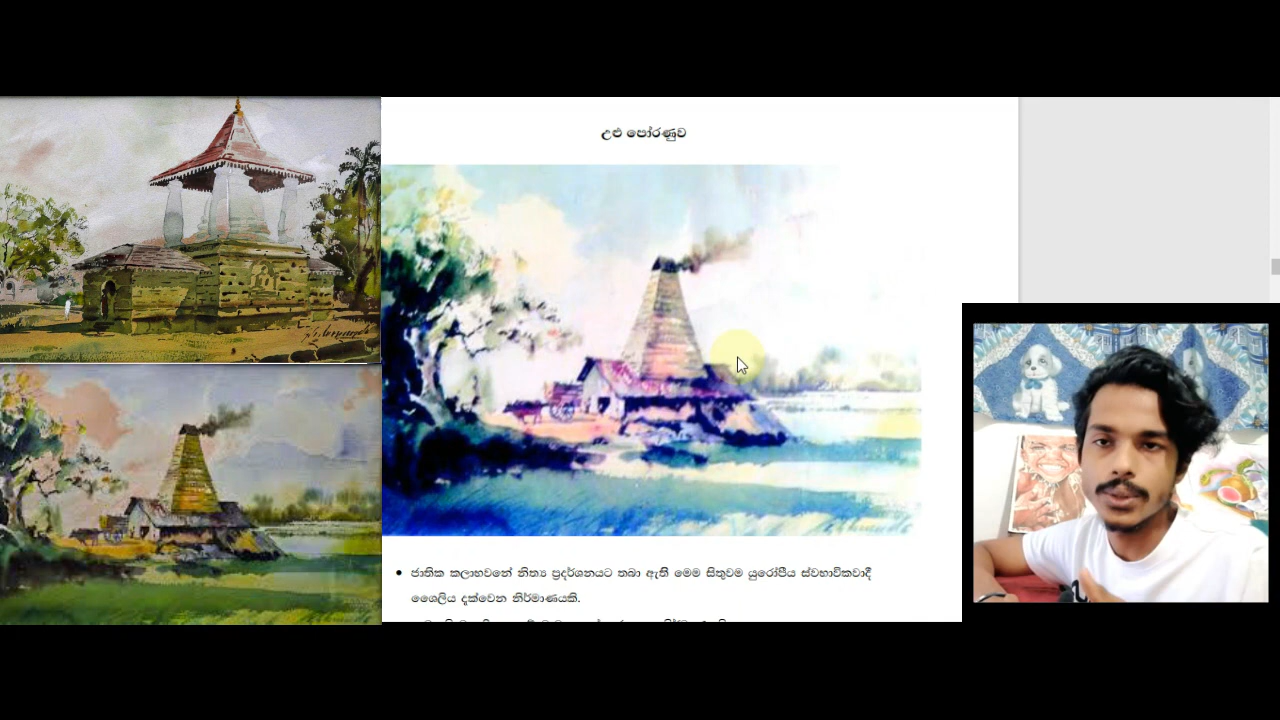 උළු පෝරණුව
• ජාතික කලාභවනේ නිත්‍ය ප්‍රදර්ශනයට තබා ඇති මෙම සිතුවම යුරෝපීය ස්වභාවිකවාදී
ශෛලිය දක්වෙන නිර්මාණයකි.